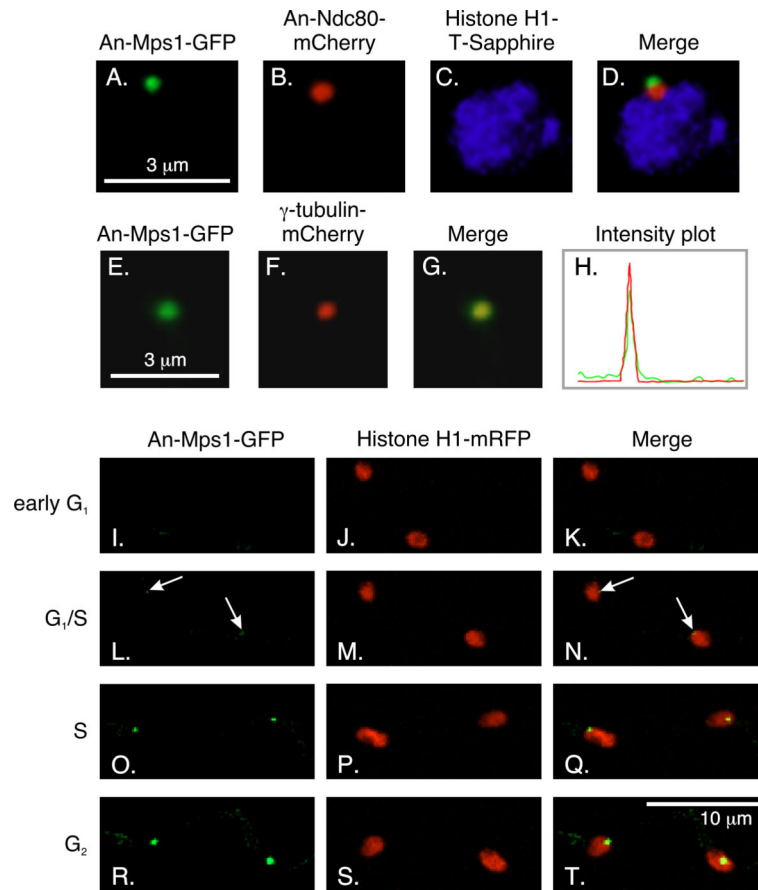 An-Mps1-GFP
An-Ndc80-
mCherry
Histone H1-
T-Sapphire
Merge
A.
B.
C.
D.
3 μm
An-Mps1-GFP
γ-tubulin-
mCherry
Merge
Intensity plot
E.
F.
G.
H.
3 μm
An-Mps1-GFP
Histone H1-mRFP
Merge
early G₁
I.
J.
K.
G₁/S
L.
M.
N.
S
O.
P.
Q.
G₂
R.
S.
T.
10 μm